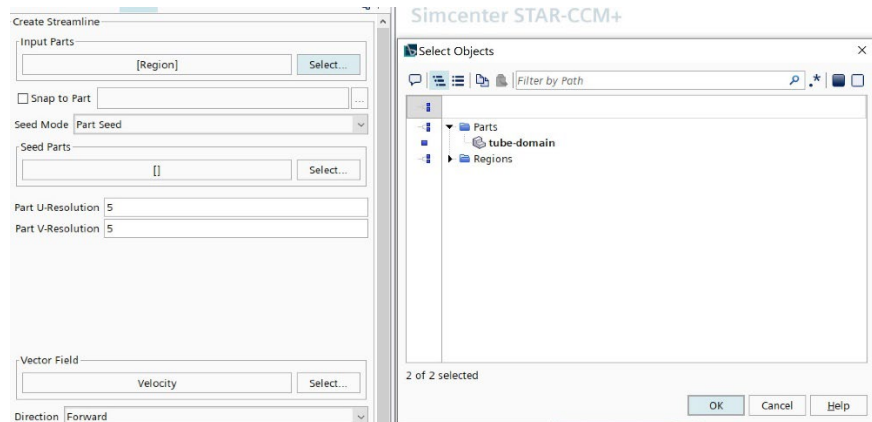 Create Streamline
Input Parts
[Region]
Select...
Snap to Part
...
Seed Mode Part Seed
Seed Parts
[]
Select...
Part U-Resolution 5
Part V-Resolution 5
Vector Field
Velocity
Select...
Direction Forward
Simcenter STAR-CCM+
Select Objects
Filter by Path
.*
Parts
tube-domain
Regions
2 of 2 selected
OK Cancel Help